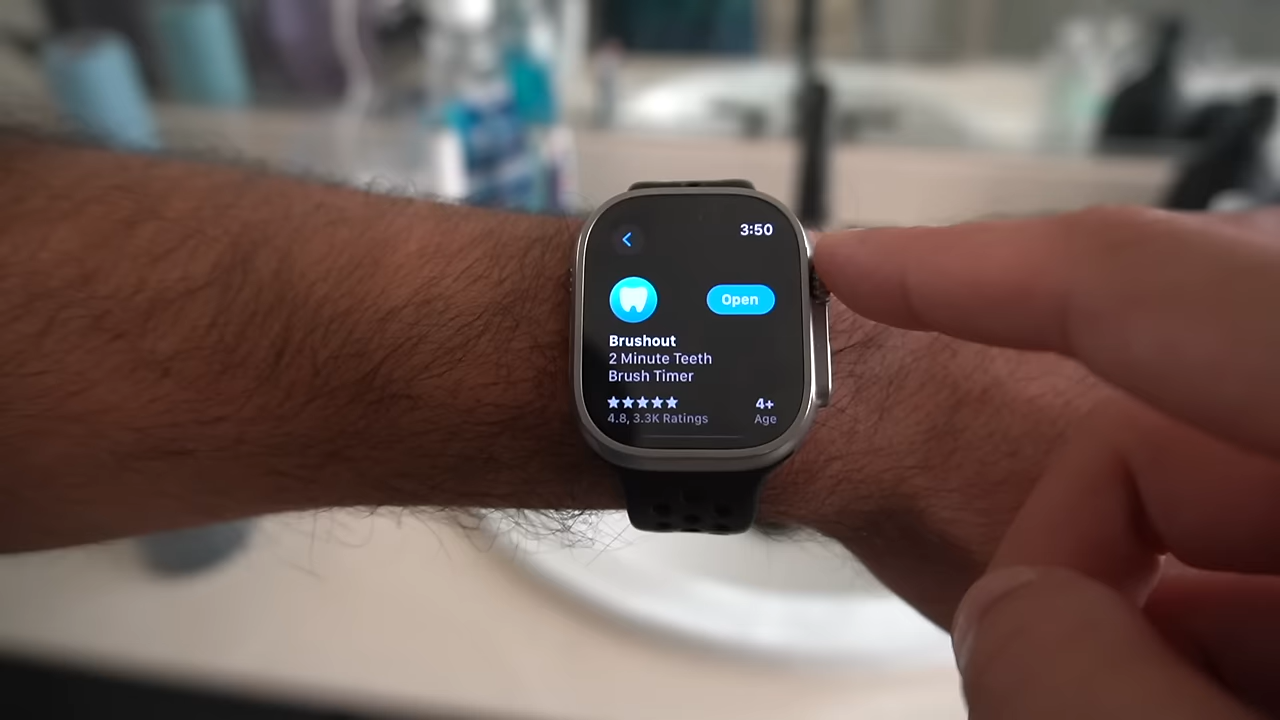 3:50
Open
Brushout
2 Minute Teeth
Brush Timer
★★★★★ 4+
4.8, 3.3K Ratings Age